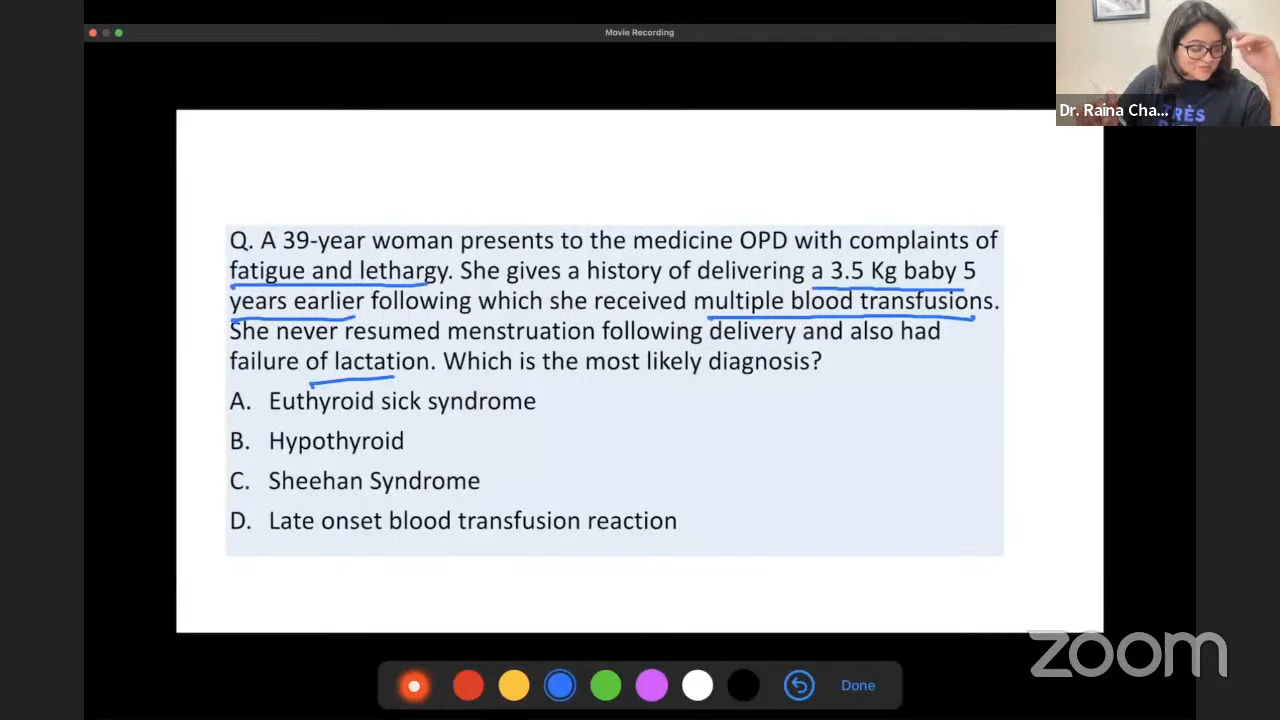 Movie Recording
Dr. Raina Cha...
TRÈS
Q. A 39-year woman presents to the medicine OPD with complaints of
fatigue and lethargy. She gives a history of delivering a 3.5 Kg baby 5
years earlier following which she received multiple blood transfusions.
She never resumed menstruation following delivery and also had
failure of lactation. Which is the most likely diagnosis?
A. Euthyroid sick syndrome
B. Hypothyroid
C. Sheehan Syndrome
D. Late onset blood transfusion reaction
zoom
Done